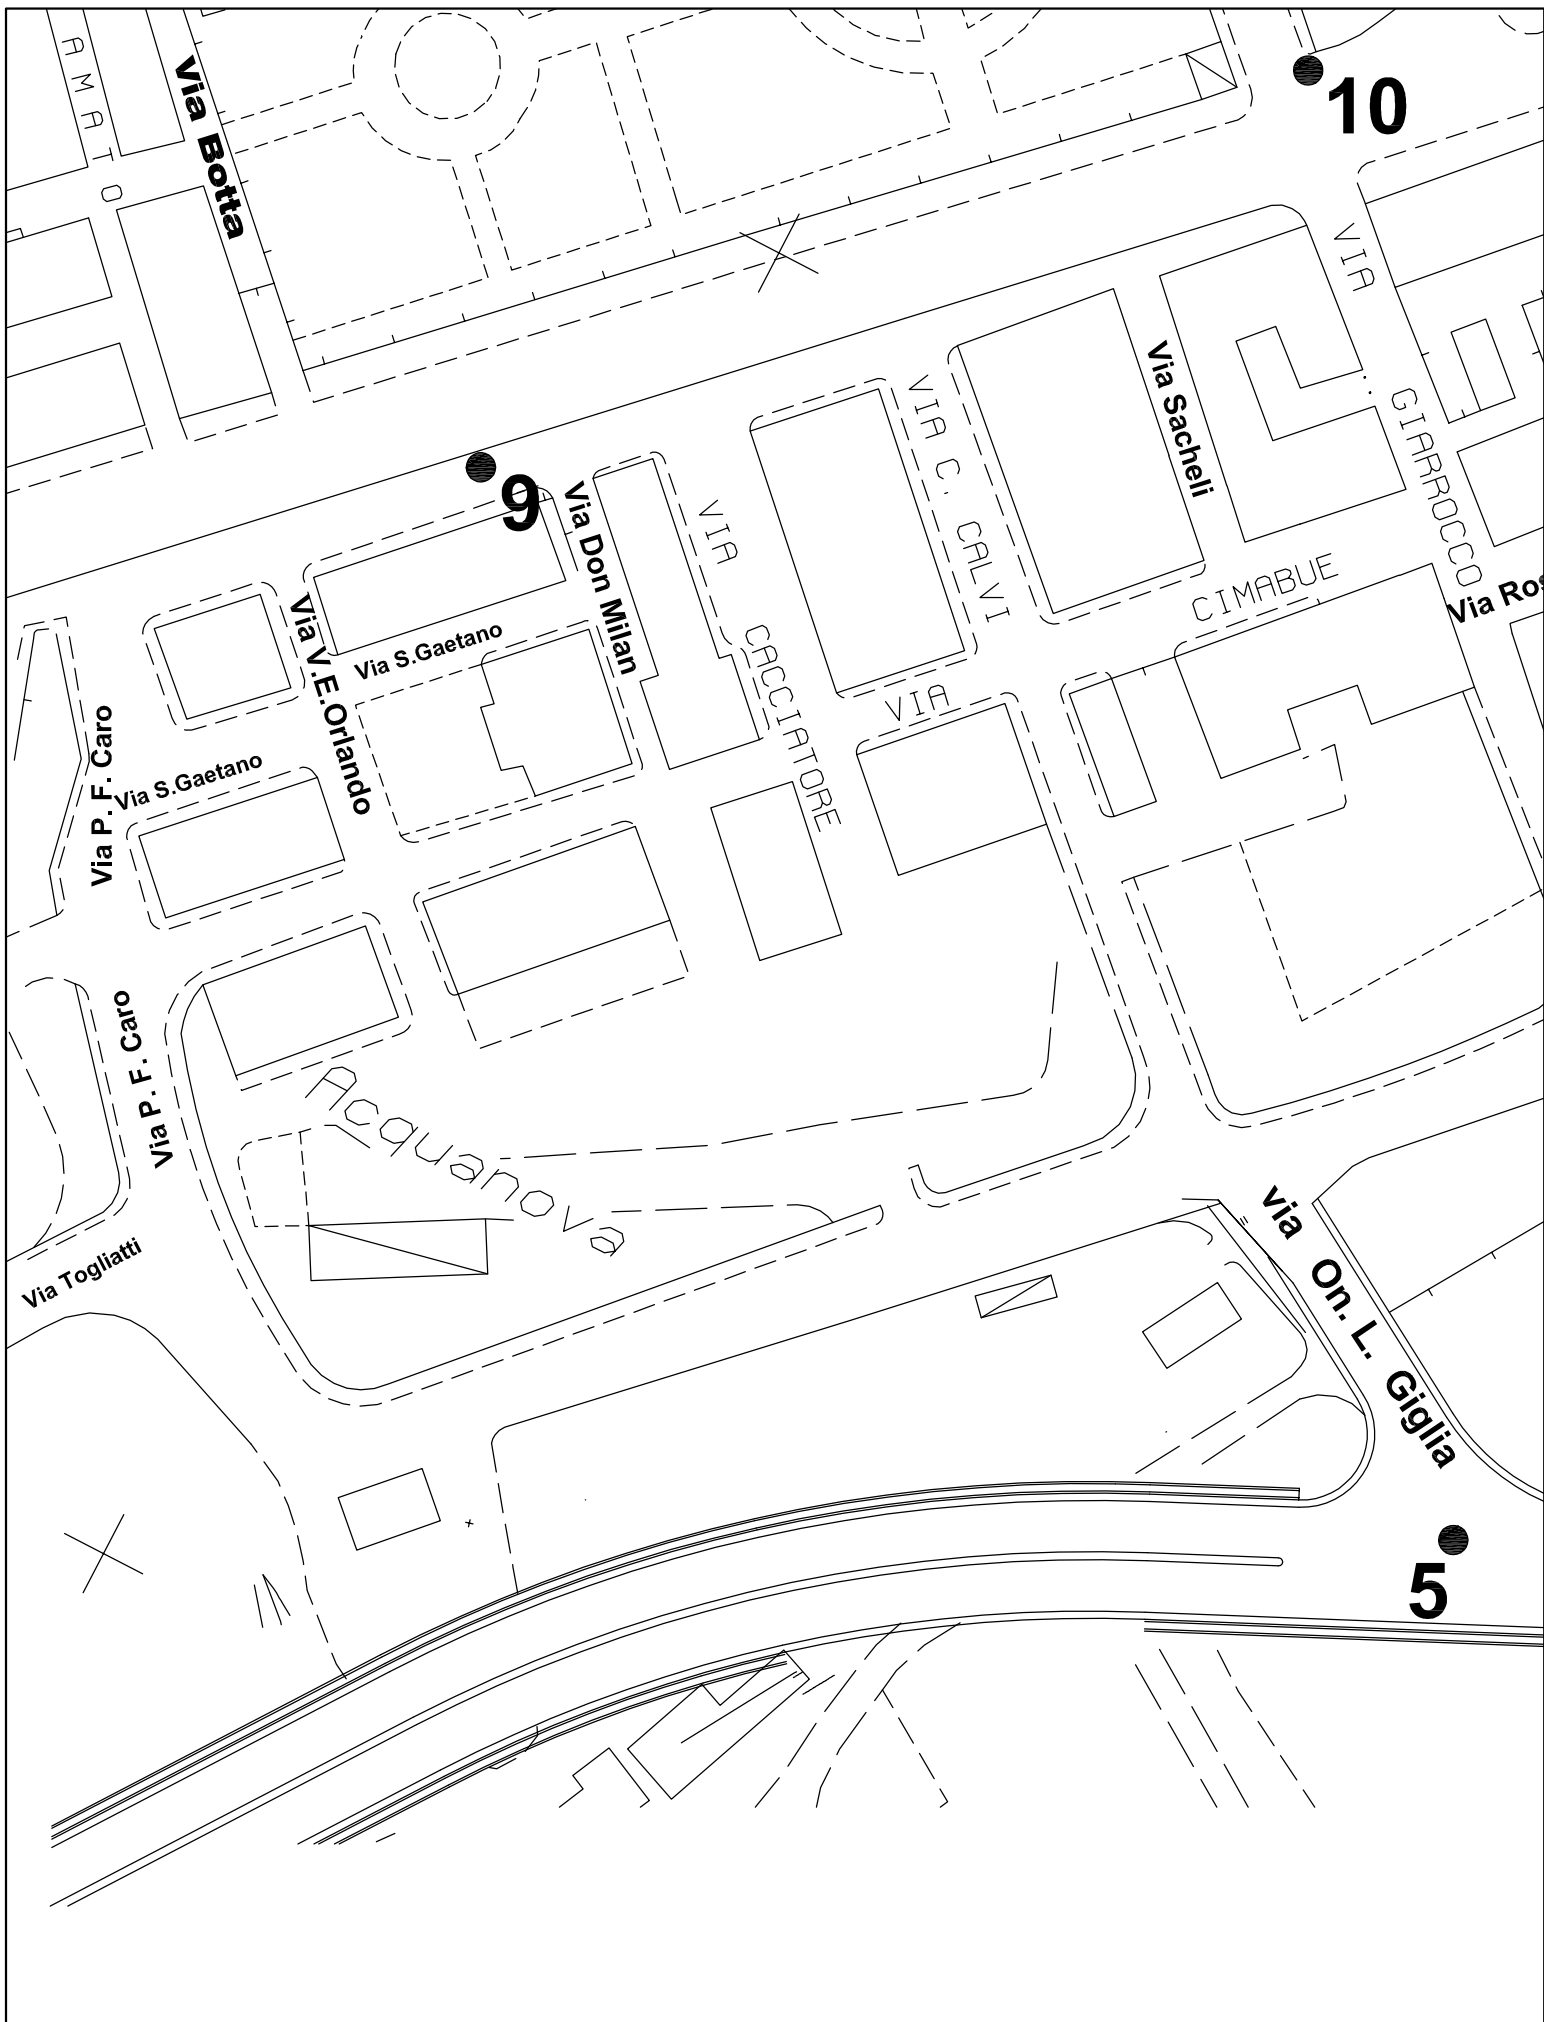 AMATO
Via Botta
10
VIA GIARROCCO
Via Sacheli
VIA C. CALVI
9
Via Don Milan
VIA CACCIATORE
VIA CIMABUE
Via Ros
Via V.E.Orlando
Via S.Gaetano
Via P. F. Caro
Via S.Gaetano
Via P. F. Caro
Acquanova
Via Togliatti
via On. L. Giglia
5